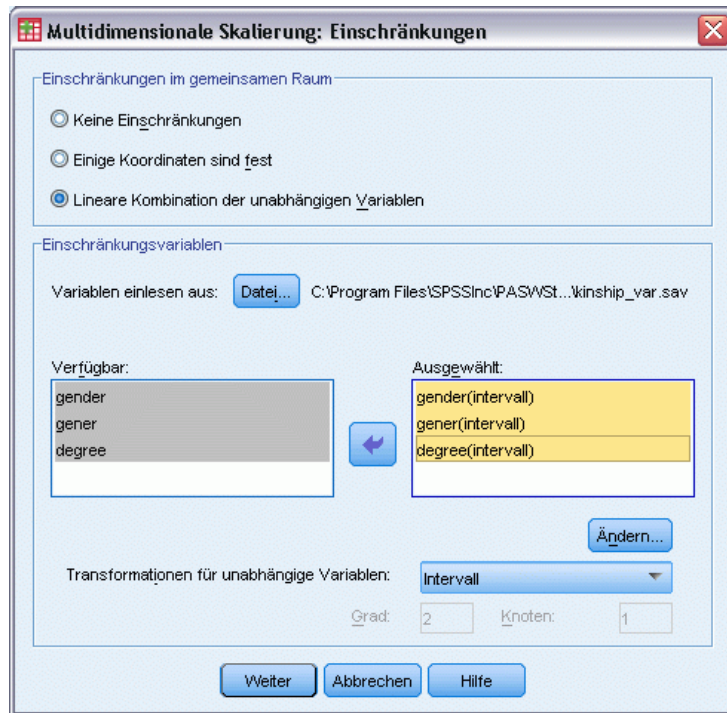 Multidimensionale Skalierung: Einschränkungen
Einschränkungen im gemeinsamen Raum
Keine Einschränkungen
Einige Koordinaten sind fest
Lineare Kombination der unabhängigen Variablen
Einschränkungsvariablen
Variablen einlesen aus: Datei... C:\Program Files\SPSSInc\PASWSt...\kinship_var.sav
Verfügbar: Ausgewählt:
gender gender(intervall)
gener gener(intervall)
degree degree(intervall)
Ändern...
Transformationen für unabhängige Variablen: Intervall
Grad: 2 Knoten: 1
Weiter Abbrechen Hilfe